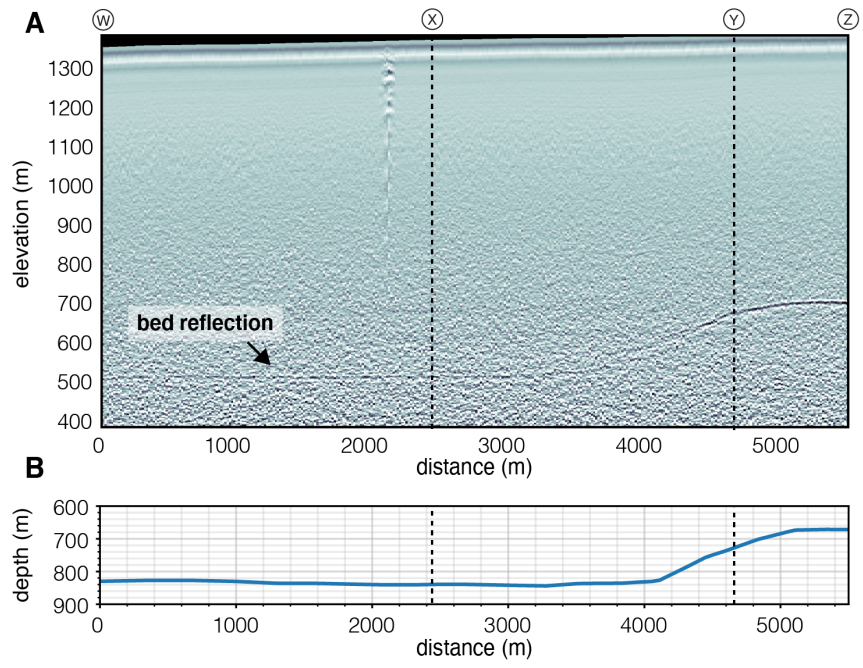 A
W X Y Z
1300
1200
1100
1000
900
800
700
600
500
400
elevation (m)
bed reflection
0 1000 2000 3000 4000 5000
distance (m)
B
600
700
800
900
depth (m)
0 1000 2000 3000 4000 5000
distance (m)